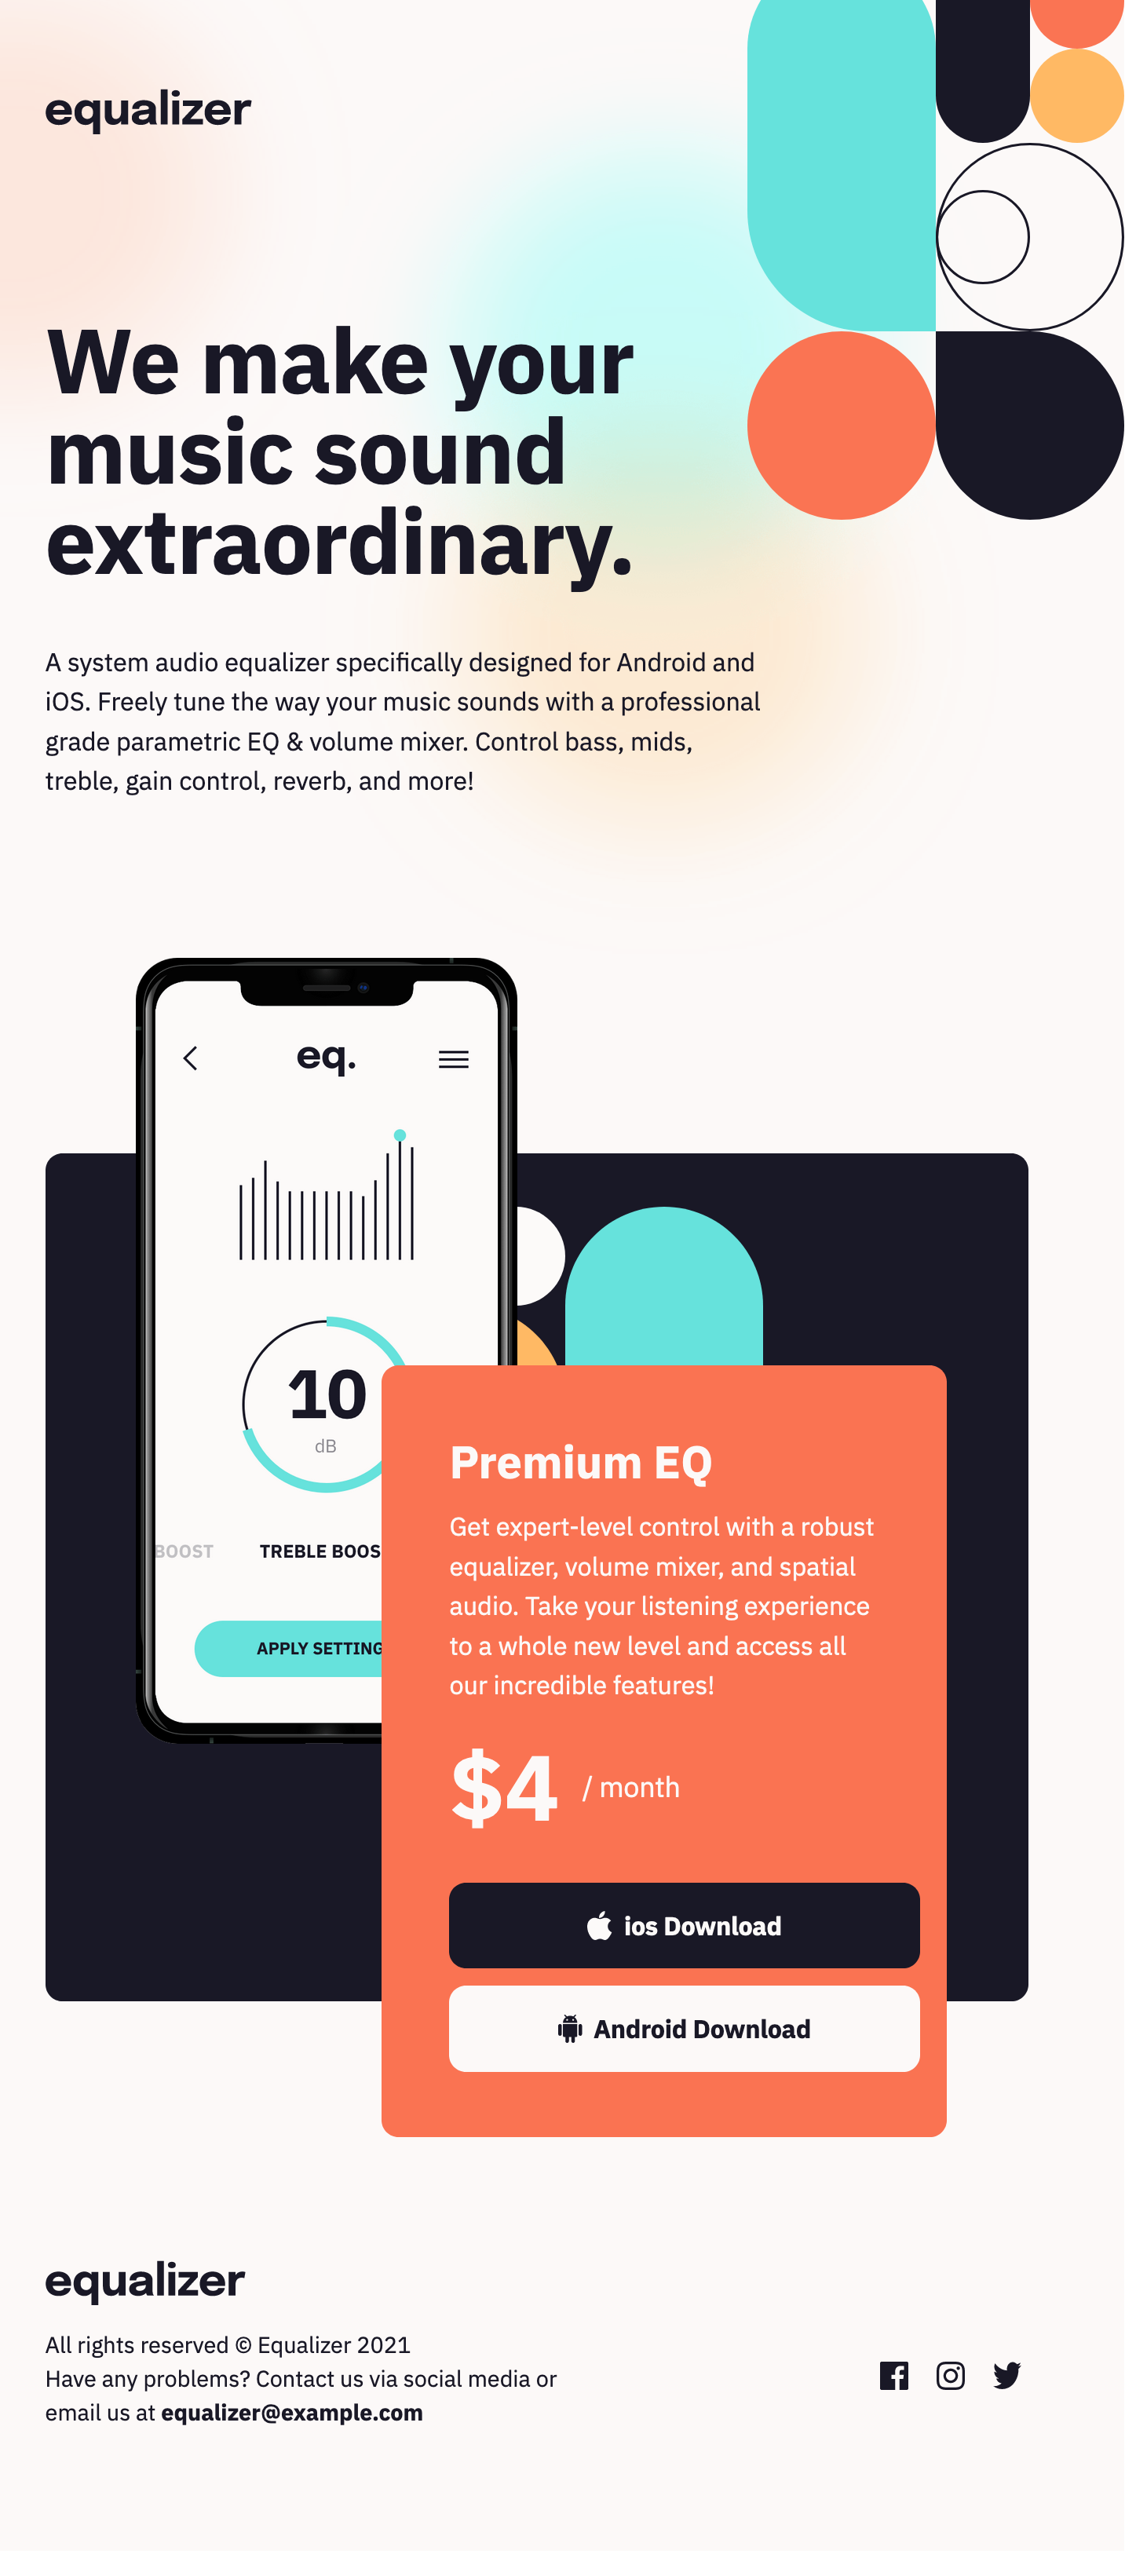 equalizer
We make your
music sound
extraordinary.
A system audio equalizer specifically designed for Android and
iOS. Freely tune the way your music sounds with a professional
grade parametric EQ & volume mixer. Control bass, mids,
treble, gain control, reverb, and more!
eq.
10
dB
BOOST TREBLE BOOS
APPLY SETTING
Premium EQ
Get expert-level control with a robust
equalizer, volume mixer, and spatial
audio. Take your listening experience
to a whole new level and access all
our incredible features!
$4 / month
ios Download
Android Download
equalizer
All rights reserved © Equalizer 2021
Have any problems? Contact us via social media or
email us at equalizer@example.com